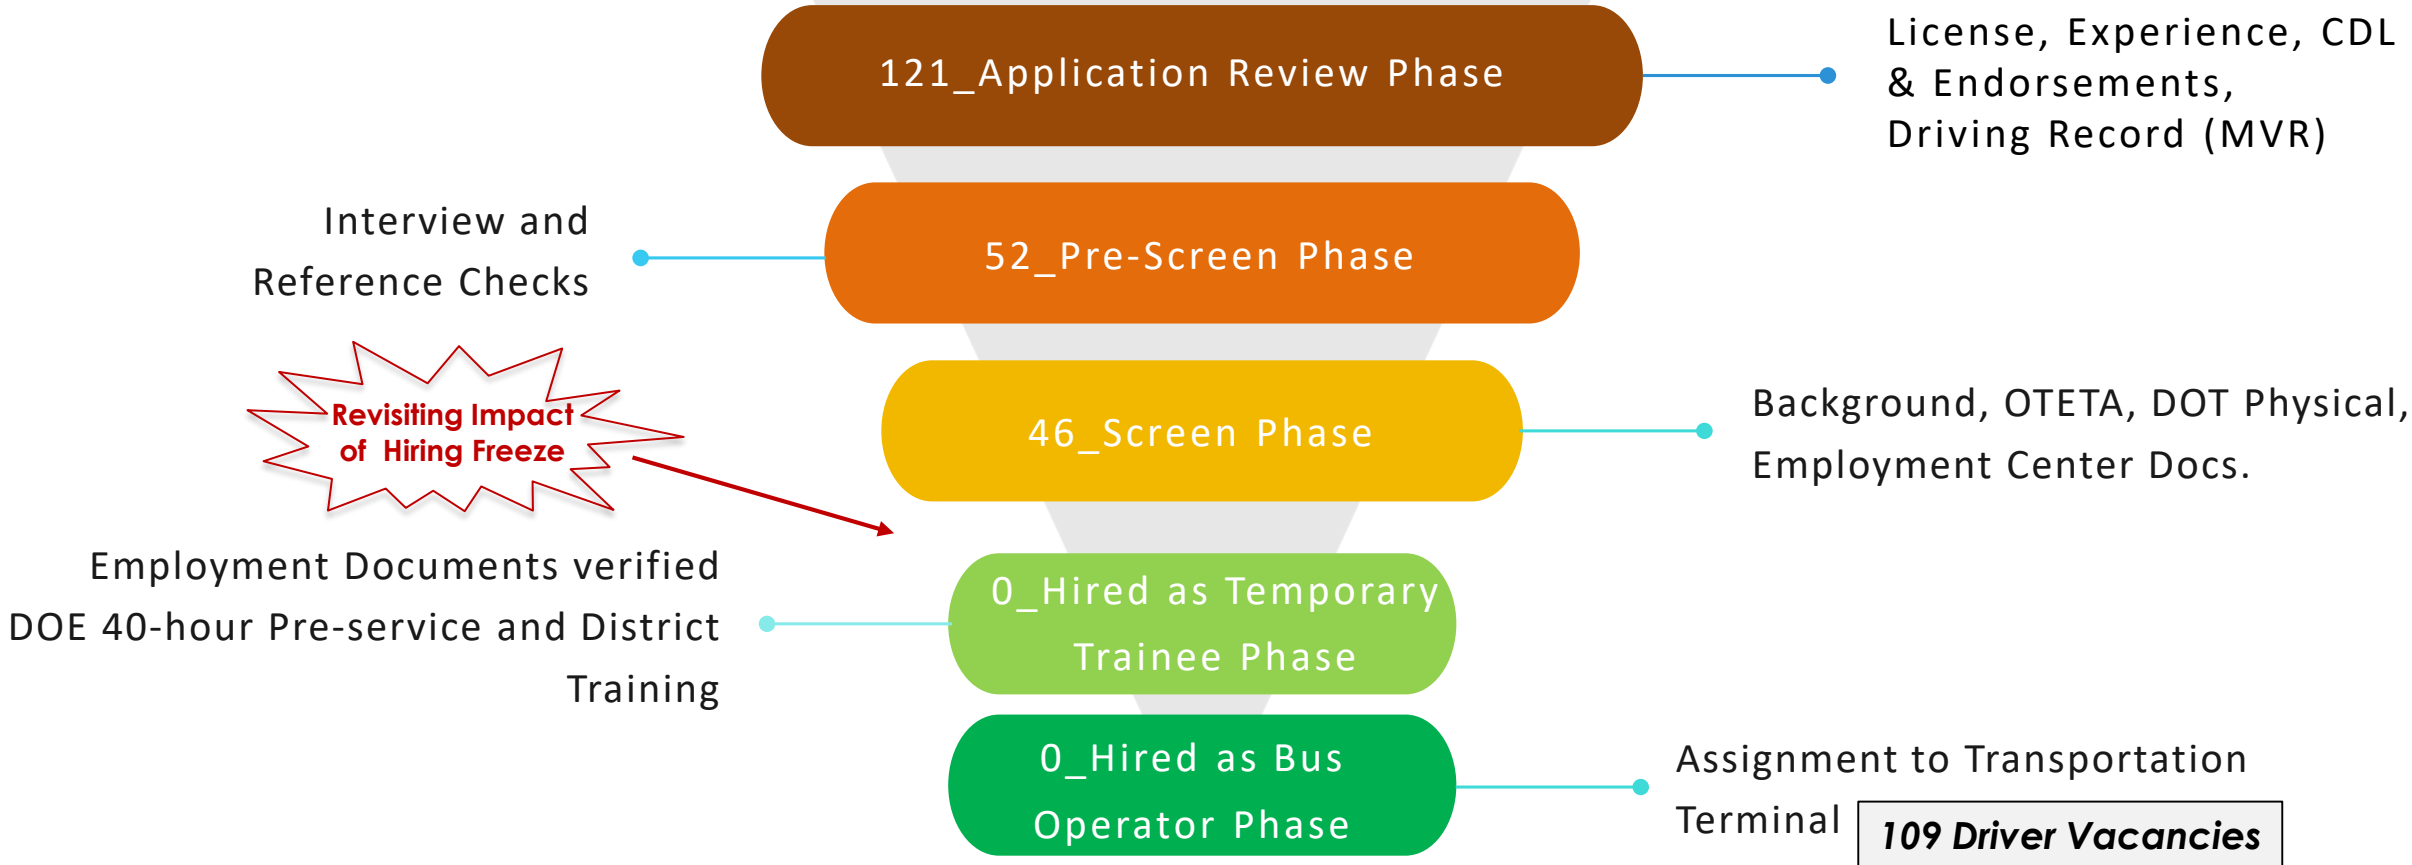 121_Application Review Phase
License, Experience, CDL
& Endorsements,
Driving Record (MVR)
Interview and
Reference Checks
52_Pre-Screen Phase
Revisiting Impact
of Hiring Freeze
46_Screen Phase
Background, OTETA, DOT Physical,
Employment Center Docs.
Employment Documents verified
DOE 40-hour Pre-service and District
Training
0_Hired as Temporary
Trainee Phase
0_Hired as Bus
Operator Phase
Assignment to Transportation
Terminal
109 Driver Vacancies